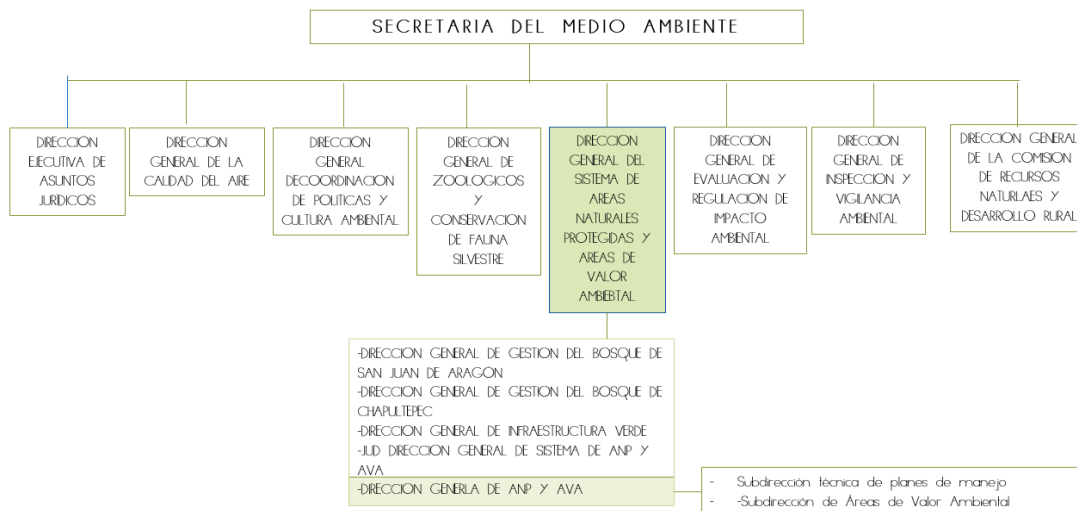 SECRETARIA DEL MEDIO AMBIENTE
DIRECCION
EJECUTIVA DE
ASUNTOS
JURÍDICOS
DIRECCION
GENERAL DE LA
CALIDAD DEL AIRE
DIRECCION
GENERAL
DECOORDINACION
DE POLITICAS Y
CULTURA AMBIENTAL
DIRECCION
GENERAL DE
ZOOLOGICOS
Y
CONSERVACION
DE FAUNA
SILVESTRE
DIRECCION
GENERAL DEL
SISTEMA DE
AREAS
NATURALES
PROTEGIDAS Y
AREAS DE
VALOR
AMBIEBTAL
DIRECCION
GENERAL DE
EVALUACION Y
REGULACION DE
IMPACTO
AMBIENTAL
DIRECCION
GENERAL DE
INSPECCION Y
VIGILANCIA
AMBIENTAL
DIRECCION GENERAL
DE LA COMISION
DE RECURSOS
NATURLAES Y
DESARROLLO RURAL
-DIRECCION GENERAL DE GESTION DEL BOSQUE DE
SAN JUAN DE ARAGÓN
-DIRECCION GENERAL DE GESTION DEL BOSQUE DE
CHAPULTEPEC
-DIRECCION GENERAL DE INFRAESTRUCTURA VERDE
-JUD DIRECCION GENERAL DE SISTEMA DE ANP Y
AVA
-DIRECCION GENERLA DE ANP Y AVA
- Subdirección técnica de planes de manejo
- -Subdirección de Áreas de Valor Ambiental